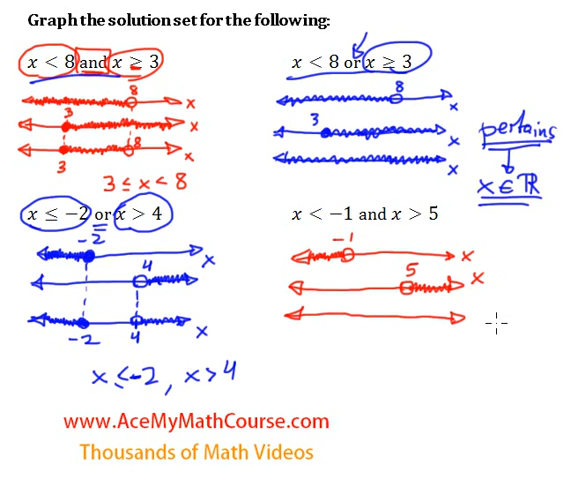 Graph the solution set for the following:
x < 8 and x ≥ 3
8
x
3
x
3
8
x
3 ≤ x < 8
x < 8 or x ≥ 3
8
x
3
x
x
pertains
x ∈ ℝ
x ≤ −2 or x > 4
-2
x
4
-2
4
x
x ≤ -2, x > 4
x < −1 and x > 5
-1
x
5
x
www.AceMyMathCourse.com
Thousands of Math Videos